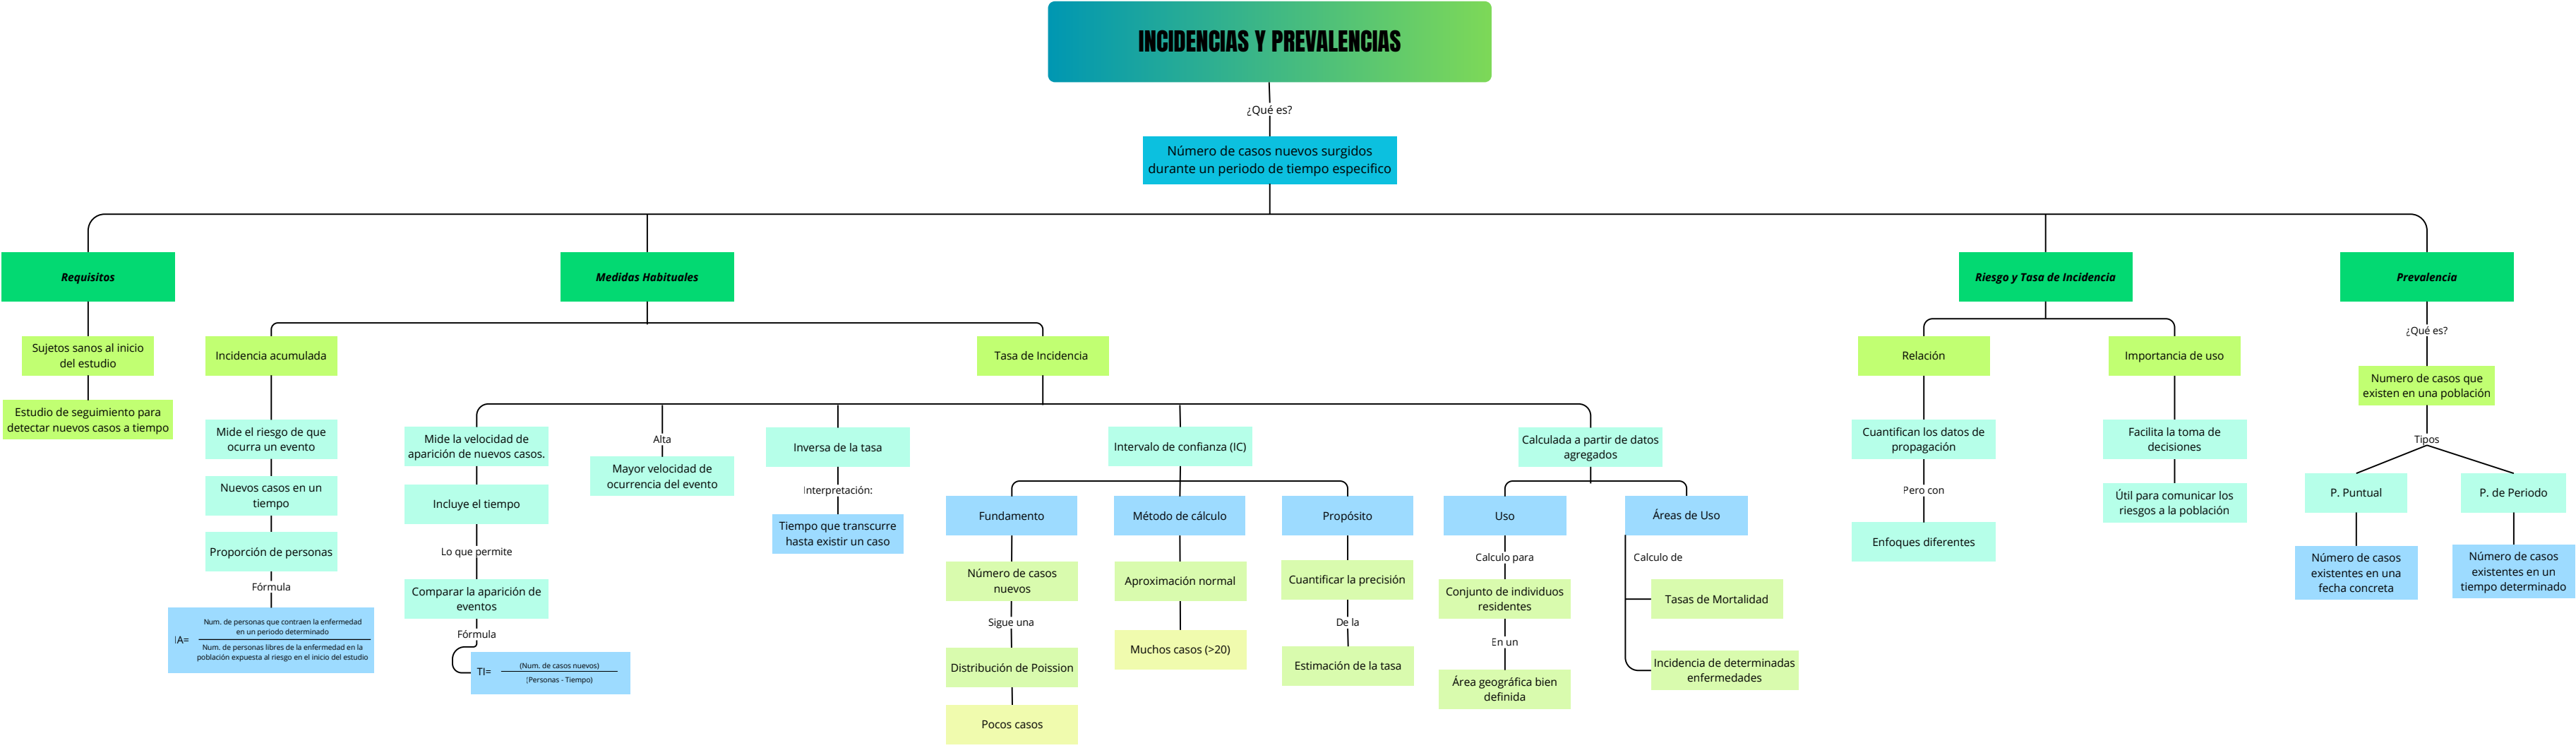 INCIDENCIAS Y PREVALENCIAS
¿Qué es?
Número de casos nuevos surgidos
durante un periodo de tiempo especifico
Requisitos
Sujetos sanos al inicio
del estudio
Estudio de seguimiento para
detectar nuevos casos a tiempo
Medidas Habituales
Incidencia acumulada
Mide el riesgo de que
ocurra un evento
Nuevos casos en un
tiempo
Proporción de personas
Fórmula
IA=
Num. de personas que contraen la enfermedad
en un periodo determinado
Num. de personas libres de la enfermedad en la
población expuesta al riesgo en el inicio del estudio
Tasa de Incidencia
Mide la velocidad de
aparición de nuevos casos.
Incluye el tiempo
Lo que permite
Comparar la aparición de
eventos
Fórmula
TI=
(Num. de casos nuevos)
(Personas - Tiempo)
Alta
Mayor velocidad de
ocurrencia del evento
Inversa de la tasa
Interpretación:
Tiempo que transcurre
hasta existir un caso
Intervalo de confianza (IC)
Fundamento
Número de casos
nuevos
Sigue una
Distribución de Poission
Pocos casos
Método de cálculo
Aproximación normal
Muchos casos (>20)
Propósito
Cuantificar la precisión
De la
Estimación de la tasa
Calculada a partir de datos
agregados
Uso
Calculo para
Conjunto de individuos
residentes
En un
Área geográfica bien
definida
Áreas de Uso
Calculo de
Tasas de Mortalidad
Incidencia de determinadas
enfermedades
Riesgo y Tasa de Incidencia
Relación
Cuantifican los datos de
propagación
Pero con
Enfoques diferentes
Importancia de uso
Facilita la toma de
decisiones
Útil para comunicar los
riesgos a la población
Prevalencia
¿Qué es?
Numero de casos que
existen en una población
Tipos
P. Puntual
Número de casos
existentes en una
fecha concreta
P. de Periodo
Número de casos
existentes en un
tiempo determinado